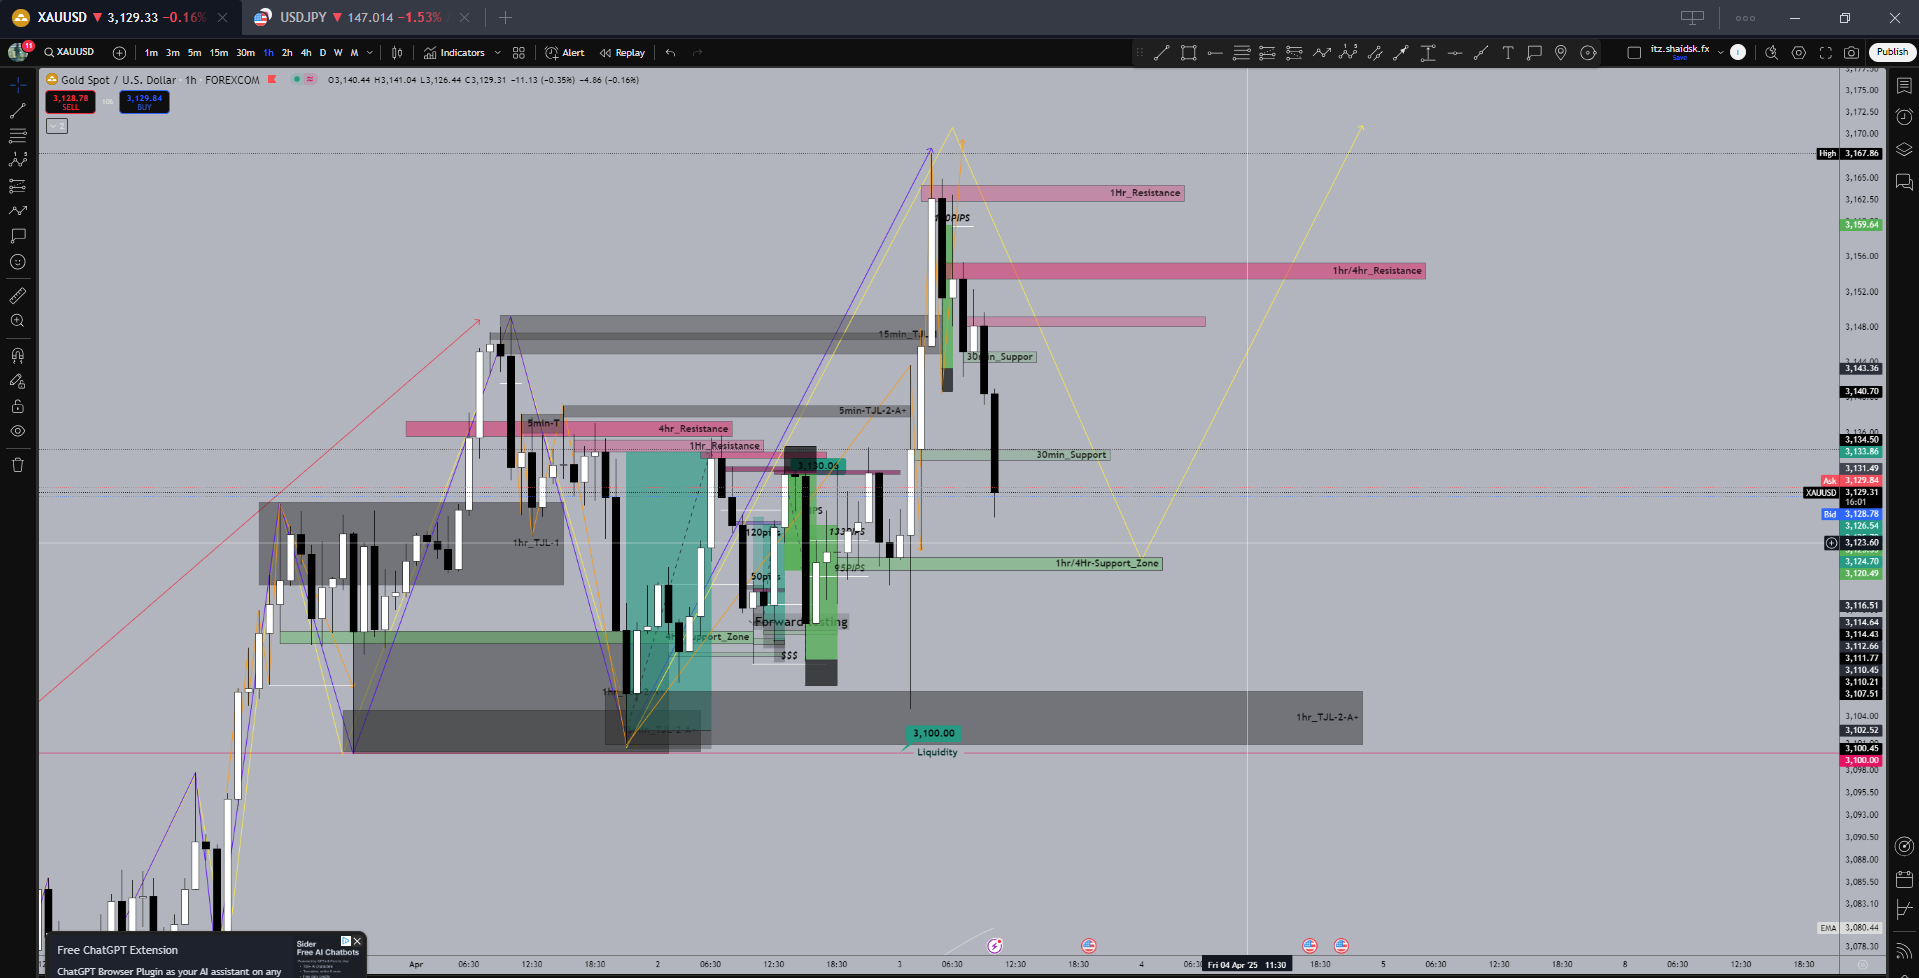 XAUUSD ▼ 3,129.33 −0.16%
USDJPY ▼ 147.014 −1.53%
11 XAUUSD 1m 3m 5m 15m 30m 1h 2h 4h D W M Indicators Alert Replay
itz.shaidsk.fx
Save
Publish
Gold Spot / U.S. Dollar · 1h · FOREXCOM O3,140.44 H3,141.04 L3,126.44 C3,129.31 −11.13 (−0.35%) −4.86 (−0.16%)
3,128.78
SELL
106
3,129.84
BUY
2
1Hr_Resistance
1hr/4hr_Resistance
15min_TJL
30min_Suppor
5min-TJL-2-A+
5min-T
4hr_Resistance
1Hr_Resistance
30min_Support
3,130.06
120pips
133PIPS
1hr_TJL-1
1hr/4Hr-Support_Zone
95PIPS
50pips
Forward testing
$$$
1hr_TJL-2-A+
3,100.00
Liquidity
3,175.00
3,172.50
3,170.00
High 3,167.86
3,165.00
3,162.50
3,159.64
3,156.00
3,152.00
3,148.00
3,143.36
3,140.70
3,134.50
3,133.86
3,131.49
Ask 3,129.84
XAUUSD 3,129.31
16:01
Bid 3,128.78
3,126.54
3,123.60
3,124.70
3,120.49
3,116.51
3,114.64
3,114.43
3,112.66
3,111.77
3,110.45
3,110.21
3,107.51
3,104.00
3,102.52
3,100.45
3,100.00
3,098.00
3,095.50
3,093.00
3,090.50
3,088.00
3,085.50
3,083.10
EMA 3,080.44
3,078.30
Apr 06:30 12:30 18:30 2 06:30 12:30 18:30 3 06:30 12:30 18:30 4 Fri 04 Apr '25 11:30 18:30 5 06:30 12:30 18:30 8 06:30 12:30 18:30
Free ChatGPT Extension
ChatGPT Browser Plugin as your AI assistant on any
Sider
Free AI Chatbots